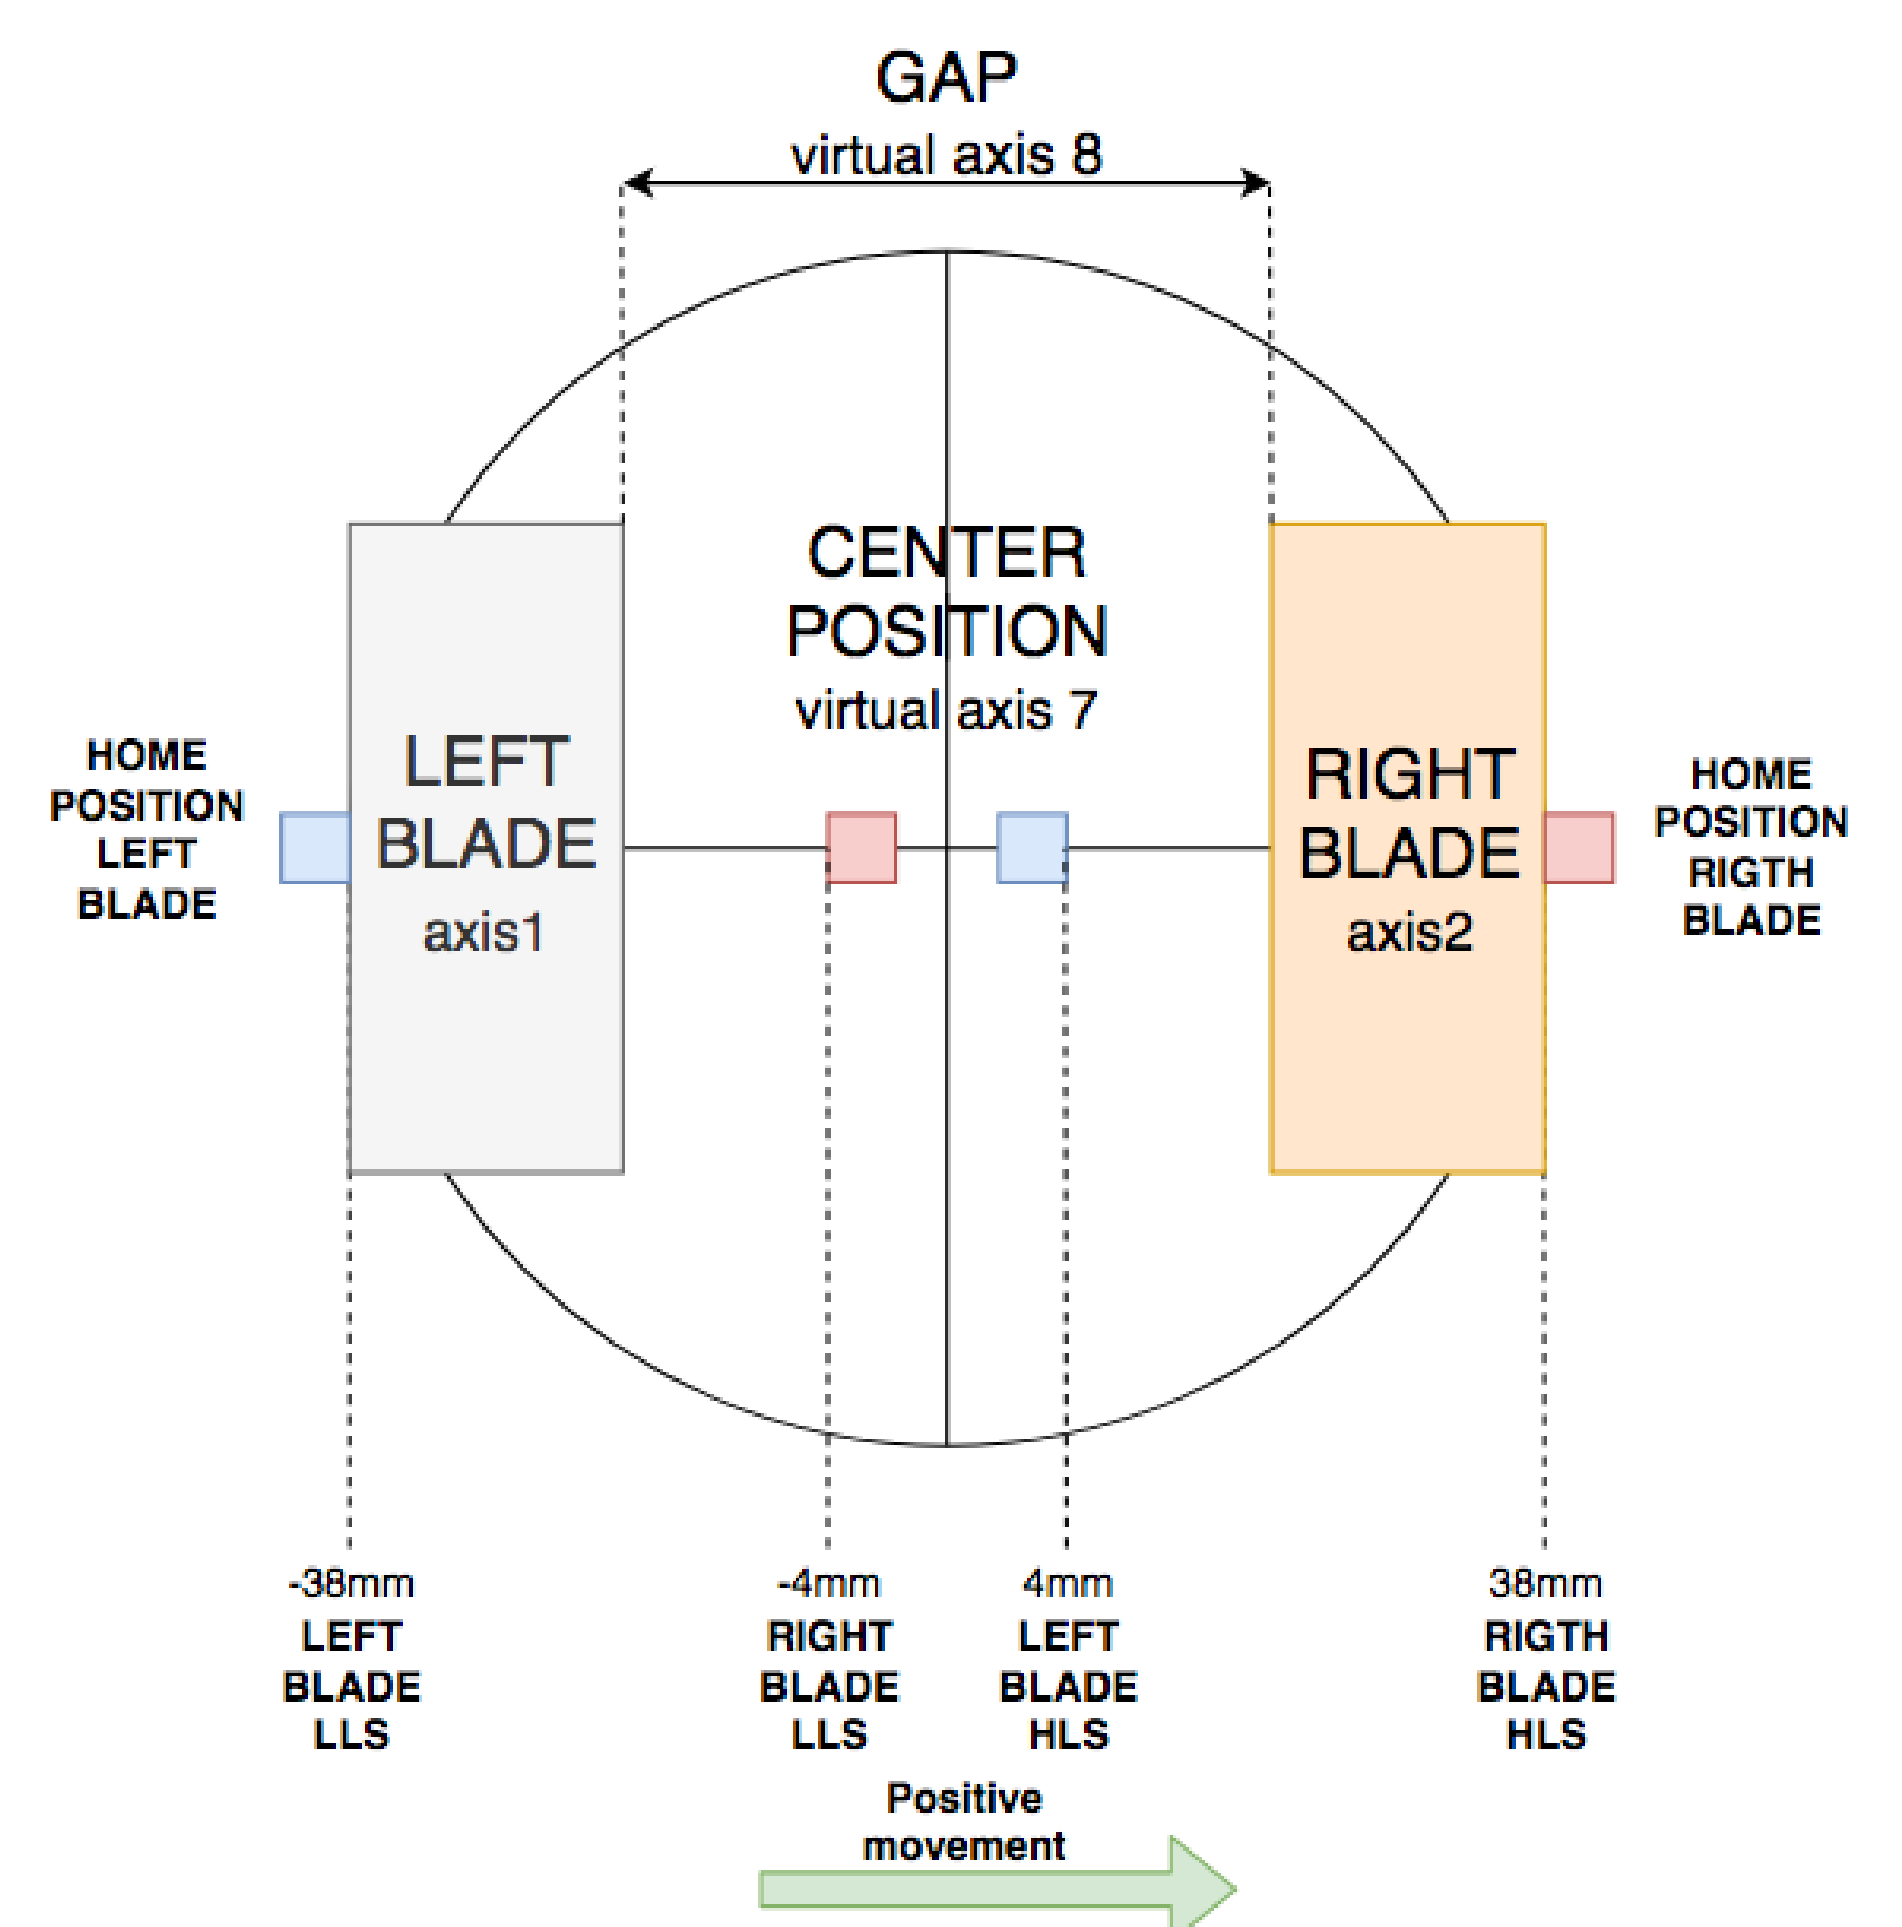 GAP
virtual axis 8
CENTER
POSITION
virtual axis 7
HOME
POSITION
LEFT
BLADE
LEFT
BLADE
axis1
RIGHT
BLADE
axis2
HOME
POSITION
RIGTH
BLADE
-38mm
LEFT
BLADE
LLS
-4mm
RIGHT
BLADE
LLS
4mm
LEFT
BLADE
HLS
38mm
RIGTH
BLADE
HLS
Positive
movement